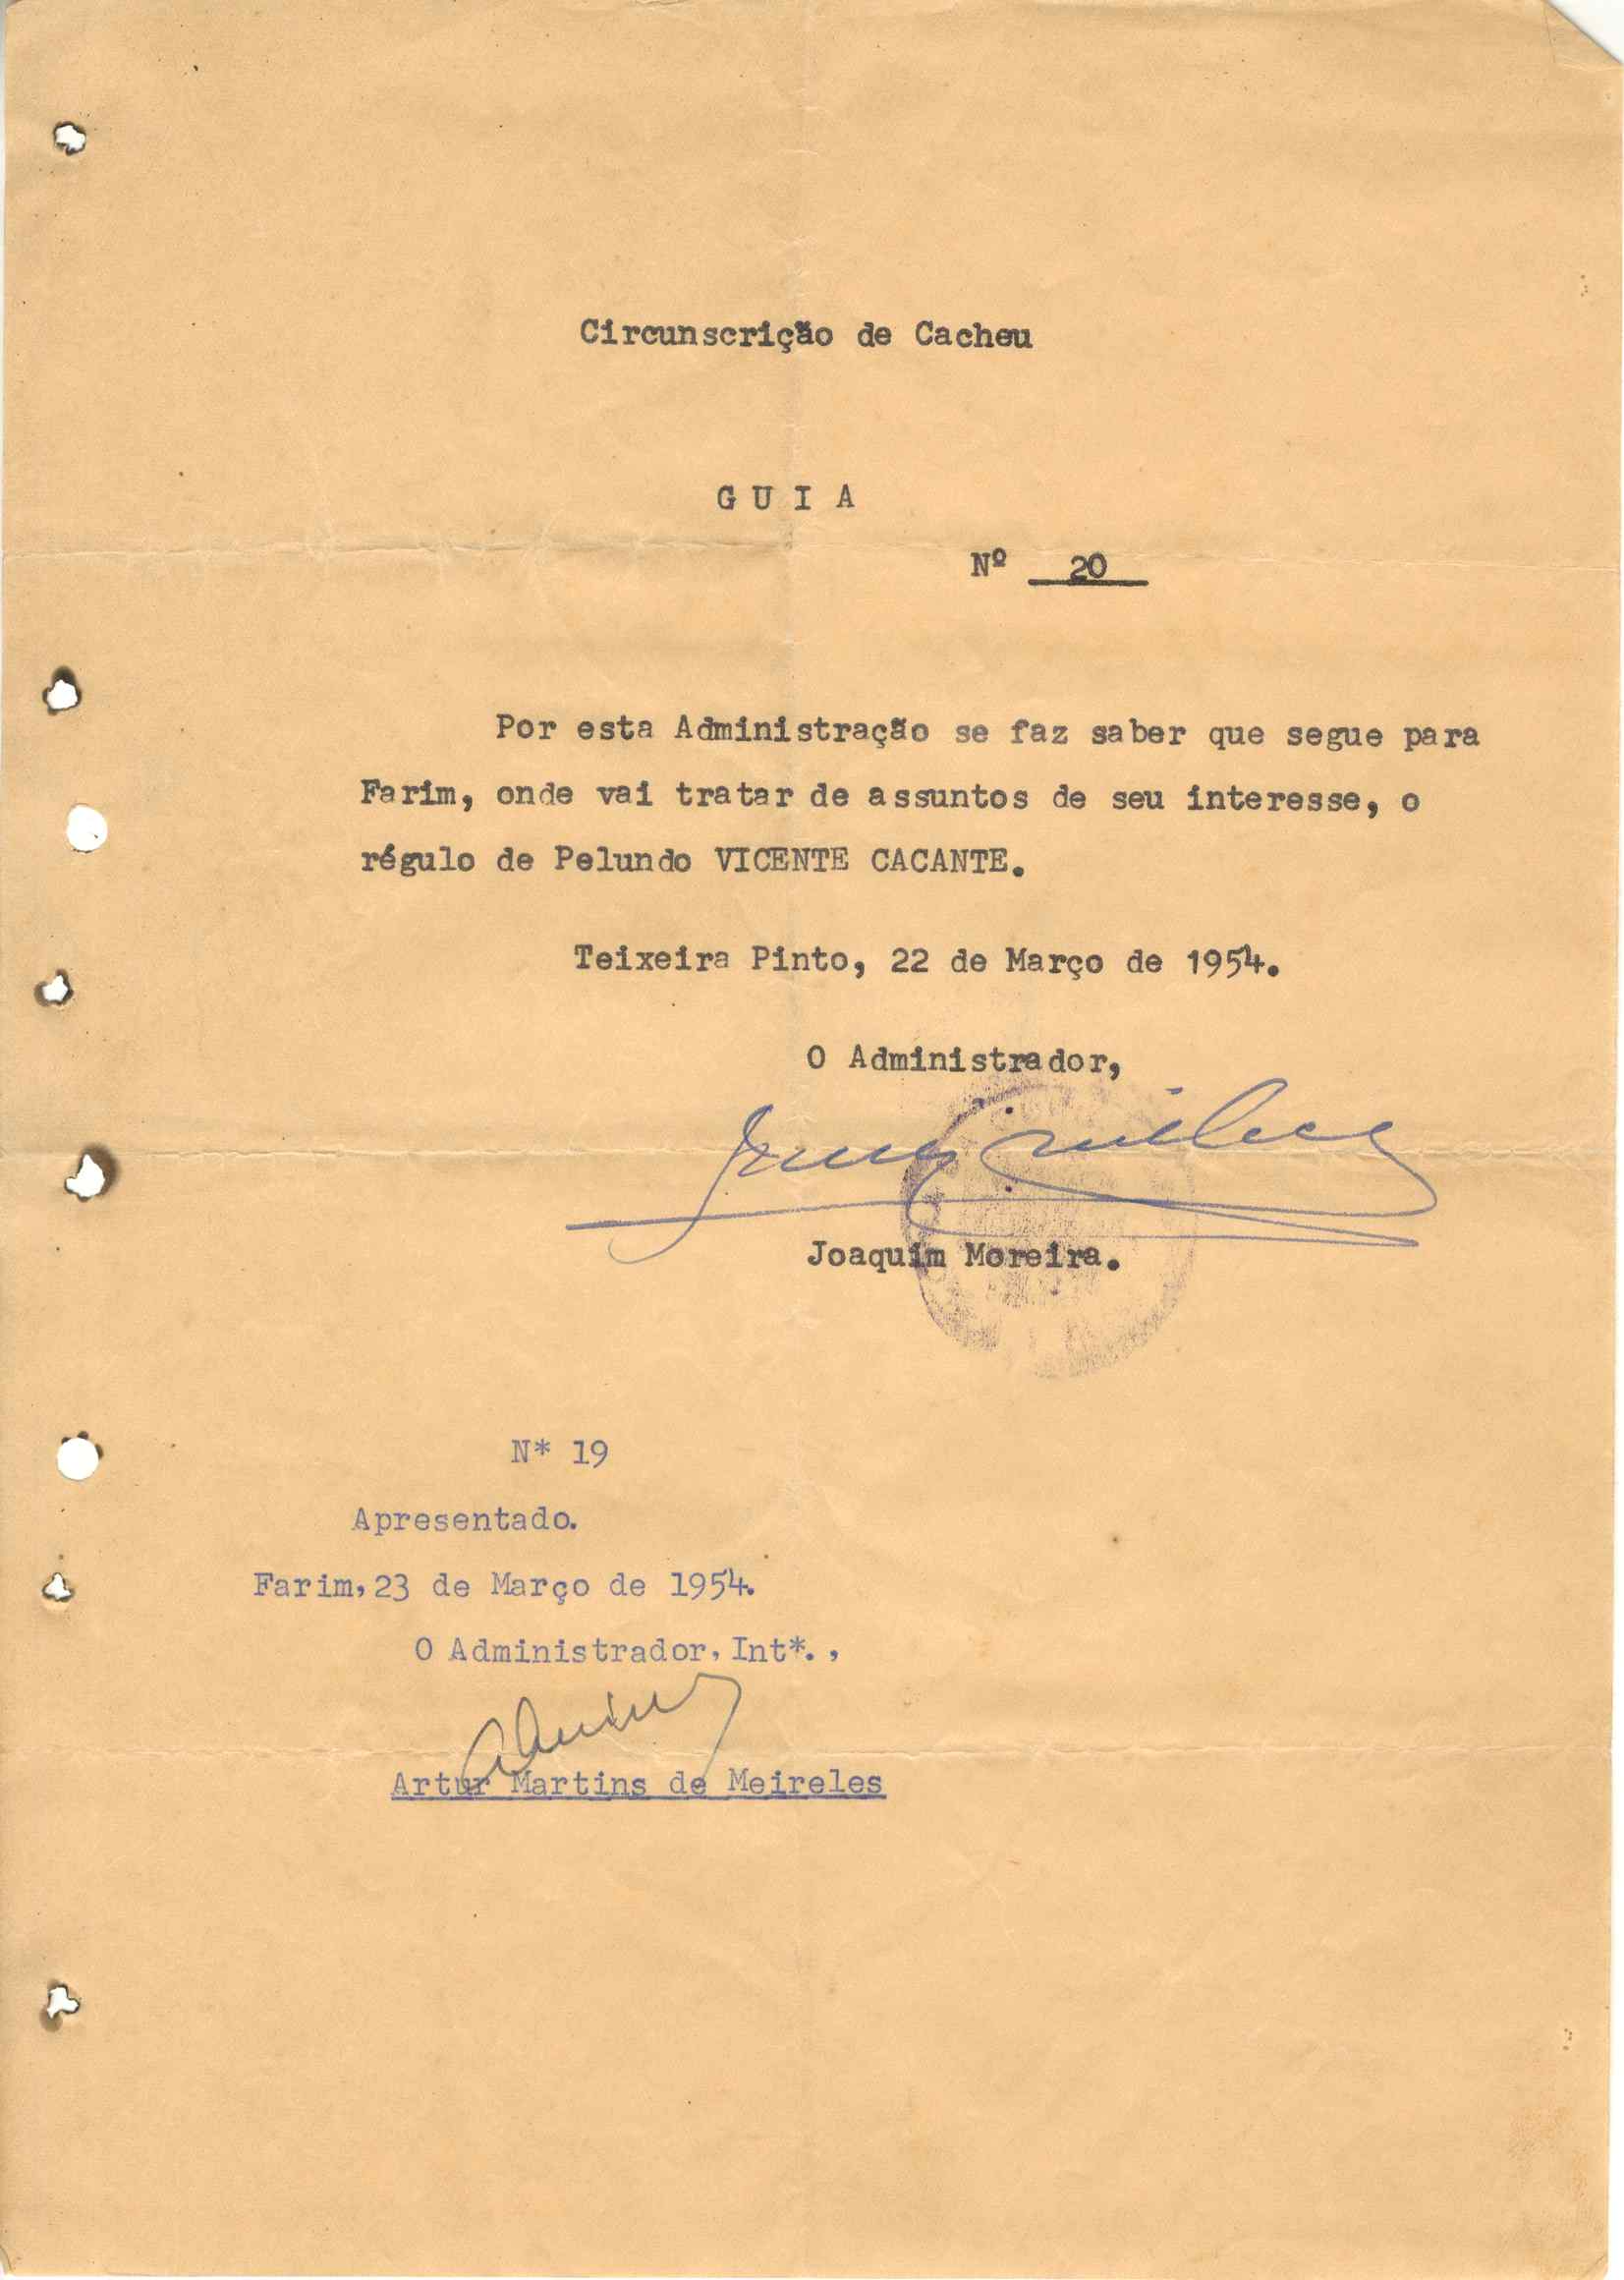 Circunscrição de Cacheu
G U I A
Nº 20
Por esta Administração se faz saber que segue para
Farim, onde vai tratar de assuntos de seu interesse, o
régulo de Pelundo VICENTE CACANTE.
Teixeira Pinto, 22 de Março de 1954.
O Administrador,
Joaquim Moreira.
N* 19
Apresentado.
Farim, 23 de Março de 1954.
O Administrador, Int*.,
Artur Martins de Meireles